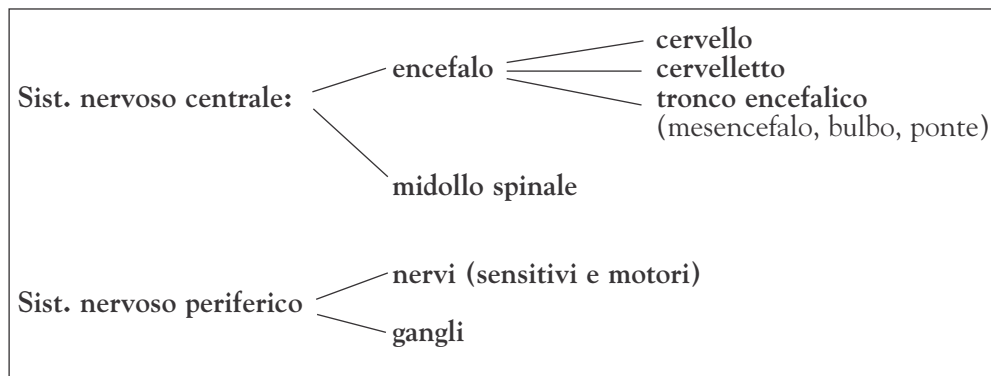 Sist. nervoso centrale:
encefalo
cervello
cervelletto
tronco encefalico
(mesencefalo, bulbo, ponte)
midollo spinale
Sist. nervoso periferico
nervi (sensitivi e motori)
gangli